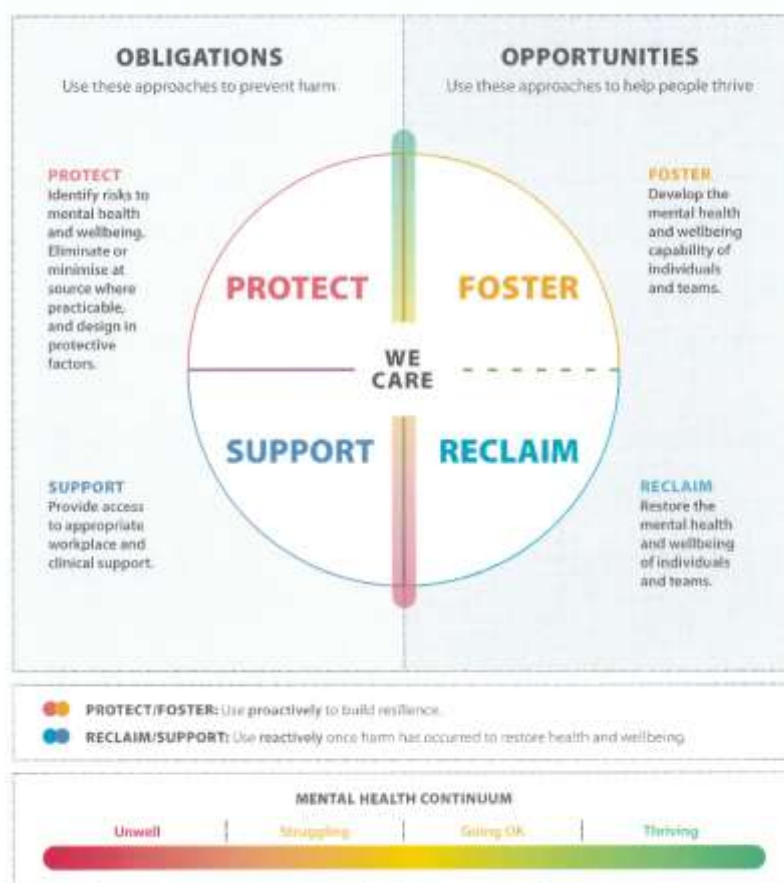 OBLIGATIONS
Use these approaches to prevent harm
OPPORTUNITIES
Use these approaches to help people thrive
PROTECT
Identify risks to
mental health
and wellbeing.
Eliminate or
minimise at
source where
practicable,
and design in
protective
factors.
FOSTER
Develop the
mental health
and wellbeing
capability of
individuals
and teams.
PROTECT
FOSTER
WE
CARE
SUPPORT
RECLAIM
SUPPORT
Provide access
to appropriate
workplace and
clinical support.
RECLAIM
Restore the
mental health
and wellbeing
of individuals
and teams.
PROTECT/FOSTER: Use proactively to build resilience.
RECLAIM/SUPPORT: Use reactively once harm has occurred to restore health and wellbeing.
MENTAL HEALTH CONTINUUM
Unwell
Struggling
Going OK
Thriving